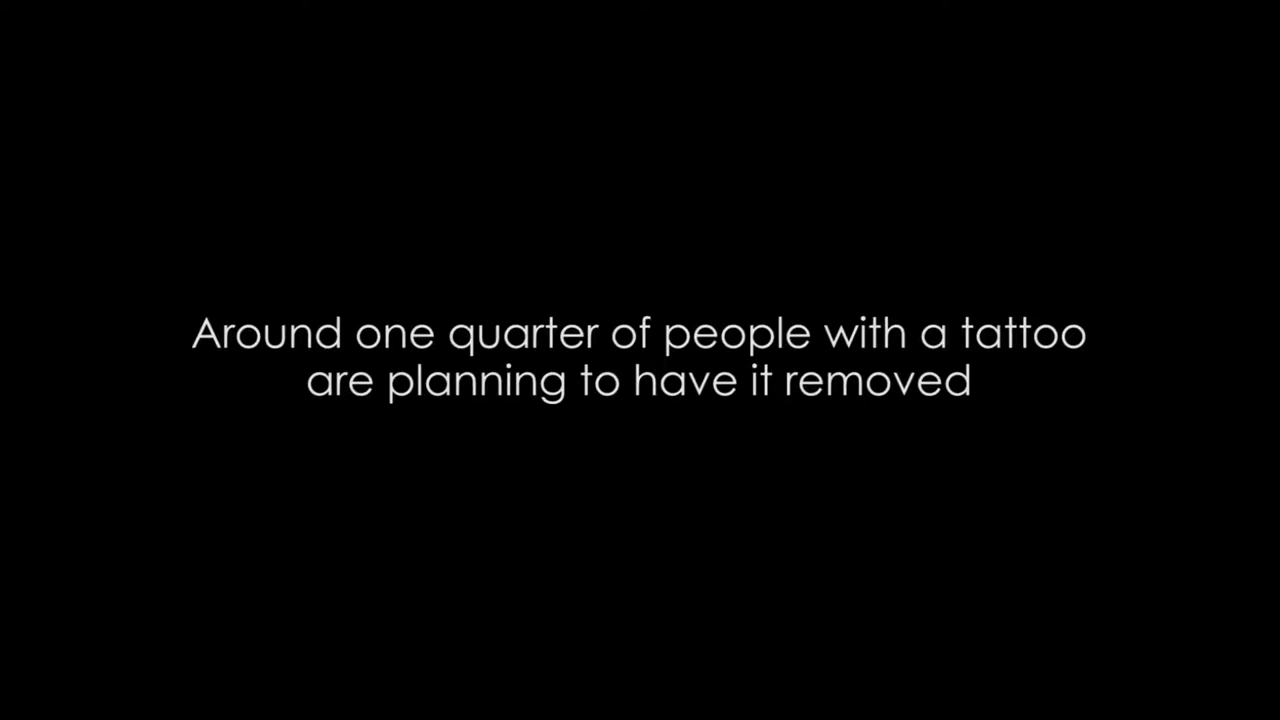 Around one quarter of people with a tattoo
are planning to have it removed